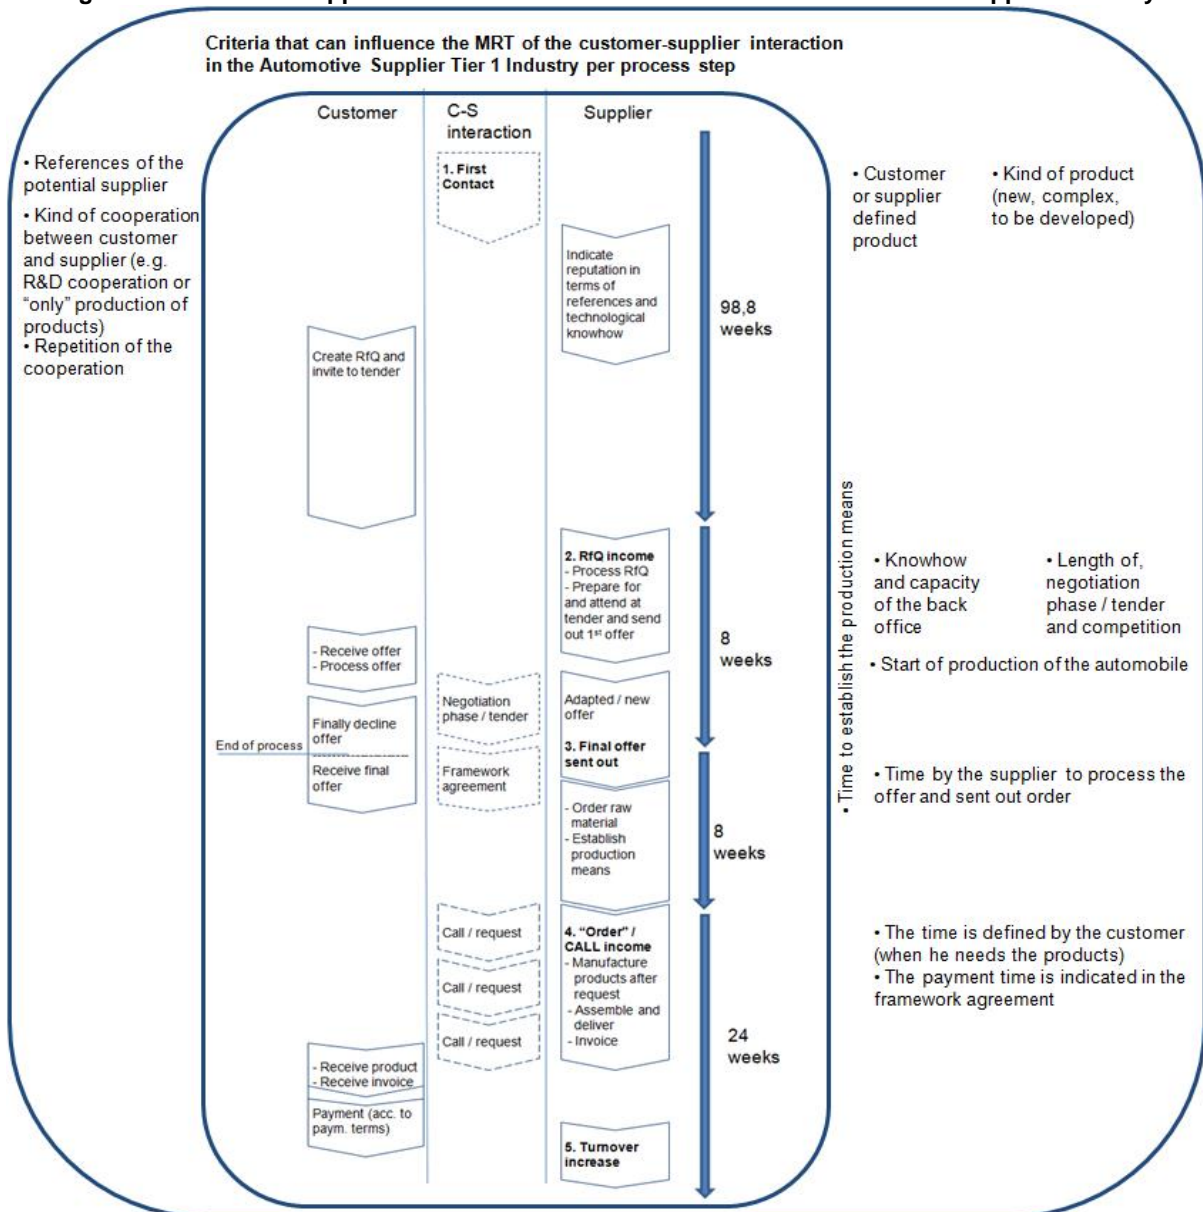 Criteria that can influence the MRT of the customer-supplier interaction
in the Automotive Supplier Tier 1 Industry per process step
Customer
C-S
interaction
Supplier
• References of the
potential supplier
• Kind of cooperation
between customer
and supplier (e.g.
R&D cooperation or
“only” production of
products)
• Repetition of the
cooperation
1. First
Contact
Indicate
reputation in
terms of
references and
technological
knowhow
Create RfQ and
invite to tender
98,8
weeks
• Customer
or supplier
defined
product
• Kind of product
(new, complex,
to be developed)
2. RfQ income
- Process RfQ
- Prepare for
and attend at
tender and send
out 1st offer
- Receive offer
- Process offer
8
weeks
• Time to establish the production means
• Knowhow
and capacity
of the back
office
• Length of,
negotiation
phase / tender
and competition
• Start of production of the automobile
Negotiation
phase / tender
Adapted / new
offer
3. Final offer
sent out
Finally decline
offer
End of process
Receive final
offer
Framework
agreement
- Order raw
material
- Establish
production
means
8
weeks
• Time by the supplier to process the
offer and sent out order
Call / request
Call / request
Call / request
4. “Order” /
CALL income
- Manufacture
products after
request
- Assemble and
deliver
- Invoice
24
weeks
• The time is defined by the customer
(when he needs the products)
• The payment time is indicated in the
framework agreement
- Receive product
- Receive invoice
Payment (acc. to
paym. terms)
5. Turnover
increase